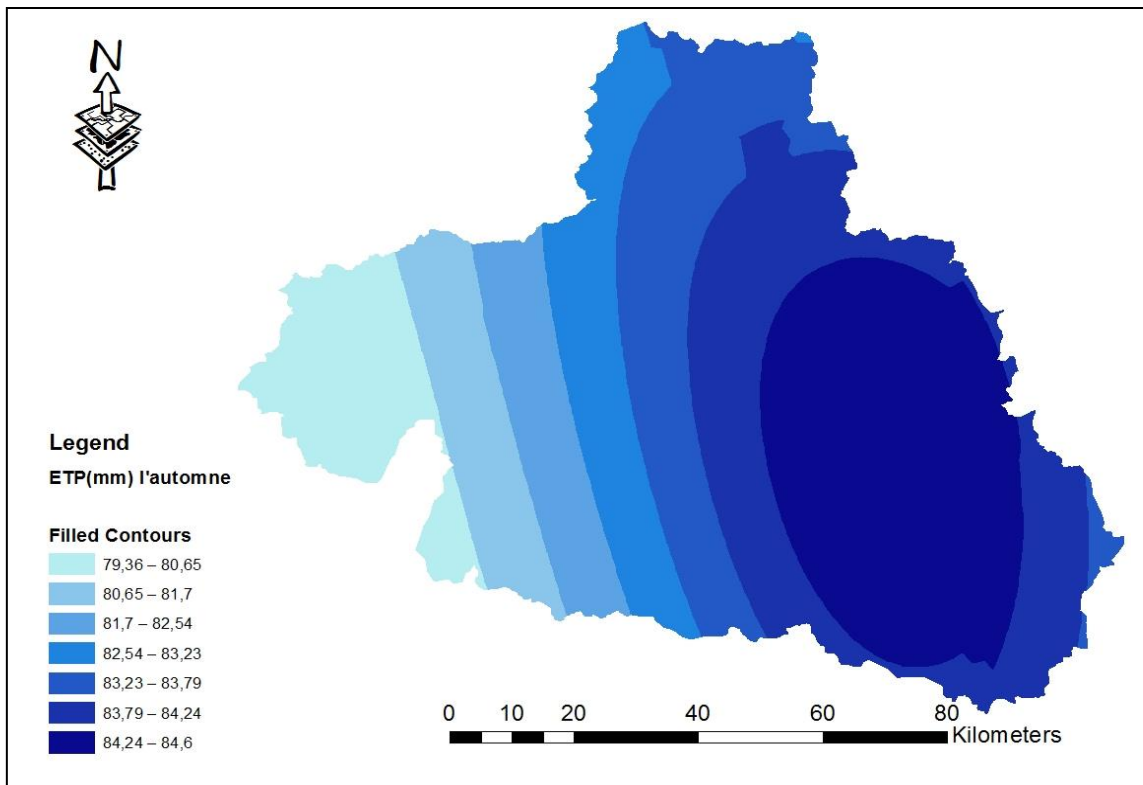 N
Legend
ETP(mm) l'automne
Filled Contours
79,36 – 80,65
80,65 – 81,7
81,7 – 82,54
82,54 – 83,23
83,23 – 83,79
83,79 – 84,24
84,24 – 84,6
0 10 20 40 60 80
Kilometers